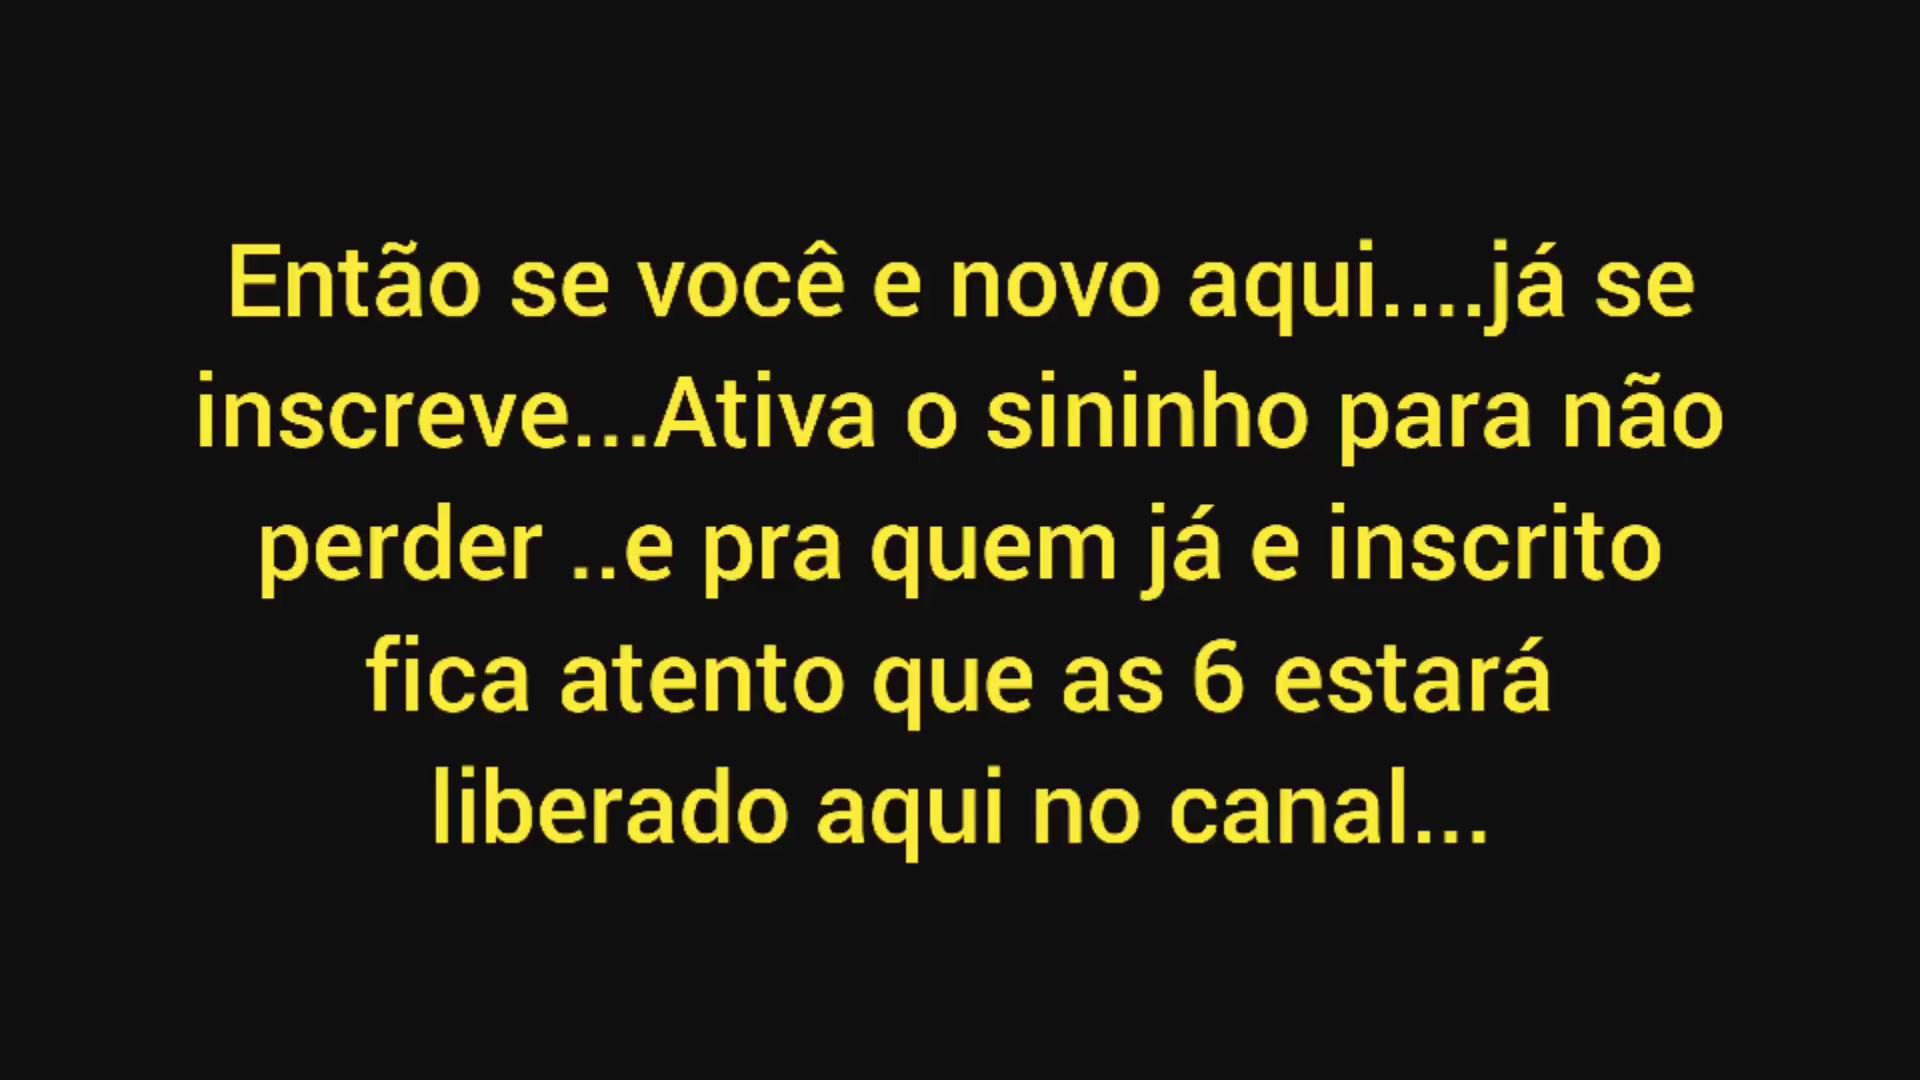 Então se você e novo aqui....já se
inscreve...Ativa o sininho para não
perder ..e pra quem já e inscrito
fica atento que as 6 estará
liberado aqui no canal...